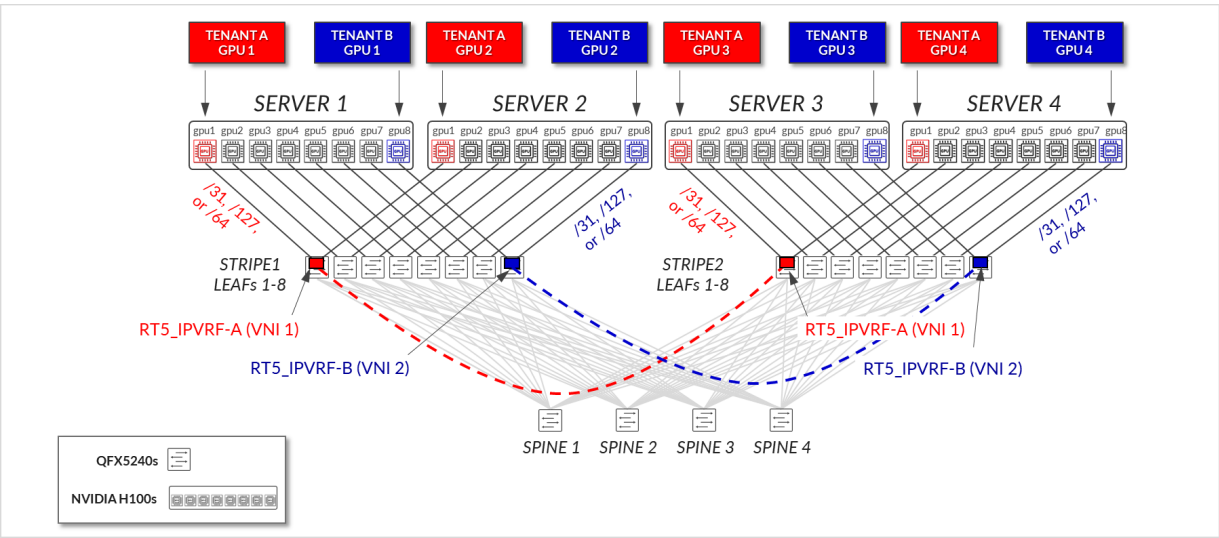 TENANT A
GPU 1
TENANT B
GPU 1
TENANT A
GPU 2
TENANT B
GPU 2
TENANT A
GPU 3
TENANT B
GPU 3
TENANT A
GPU 4
TENANT B
GPU 4
SERVER 1
SERVER 2
SERVER 3
SERVER 4
gpu1 gpu2 gpu3 gpu4 gpu5 gpu6 gpu7 gpu8
gpu1 gpu2 gpu3 gpu4 gpu5 gpu6 gpu7 gpu8
gpu1 gpu2 gpu3 gpu4 gpu5 gpu6 gpu7 gpu8
gpu1 gpu2 gpu3 gpu4 gpu5 gpu6 gpu7 gpu8
/31, /127,
or /64
/31, /127,
or /64
/31, /127,
or /64
/31, /127,
or /64
STRIPE1
LEAFs 1-8
STRIPE2
LEAFs 1-8
RT5_IPVRF-A (VNI 1)
RT5_IPVRF-A (VNI 1)
RT5_IPVRF-B (VNI 2)
RT5_IPVRF-B (VNI 2)
SPINE 1
SPINE 2
SPINE 3
SPINE 4
QFX5240s
NVIDIA H100s